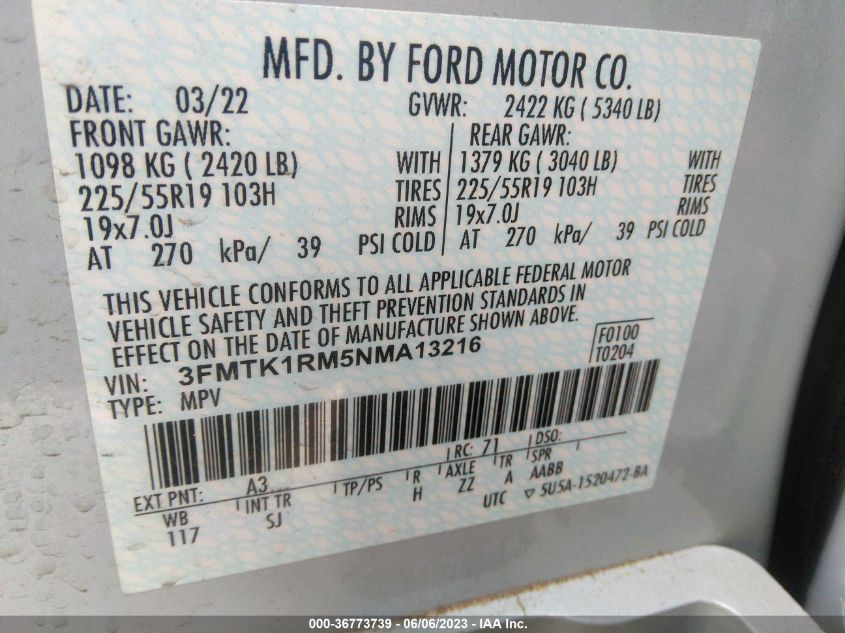 MFD. BY FORD MOTOR CO.
DATE: 03/22 GVWR: 2422 KG ( 5340 LB)
FRONT GAWR: REAR GAWR:
1098 KG ( 2420 LB) WITH 1379 KG ( 3040 LB) WITH
225/55R19 103H TIRES 225/55R19 103H TIRES
19x7.0J RIMS 19x7.0J RIMS
AT 270 kPa/ 39 PSI COLD AT 270 kPa/ 39 PSI COLD
THIS VEHICLE CONFORMS TO ALL APPLICABLE FEDERAL MOTOR
VEHICLE SAFETY AND THEFT PREVENTION STANDARDS IN
EFFECT ON THE DATE OF MANUFACTURE SHOWN ABOVE.
F0100
T0204
VIN: 3FMTK1RM5NMA13216
TYPE: MPV
EXT PNT: A3 RC: 71 DSO:
WB INT TR TP/PS R AXLE TR SPR
117 SJ H ZZ A AABB
UTC ▽ 5U5A-1520472-BA
000-36773739 - 06/06/2023 - IAA Inc.